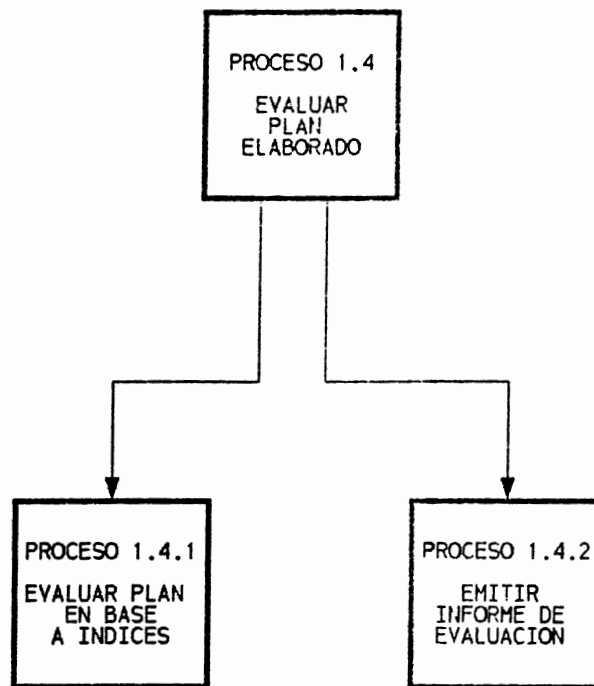 PROCESO 1.4
EVALUAR
PLAN
ELABORADO
PROCESO 1.4.1
EVALUAR PLAN
EN BASE
A INDICES
PROCESO 1.4.2
EMITIR
INFORME DE
EVALUACION